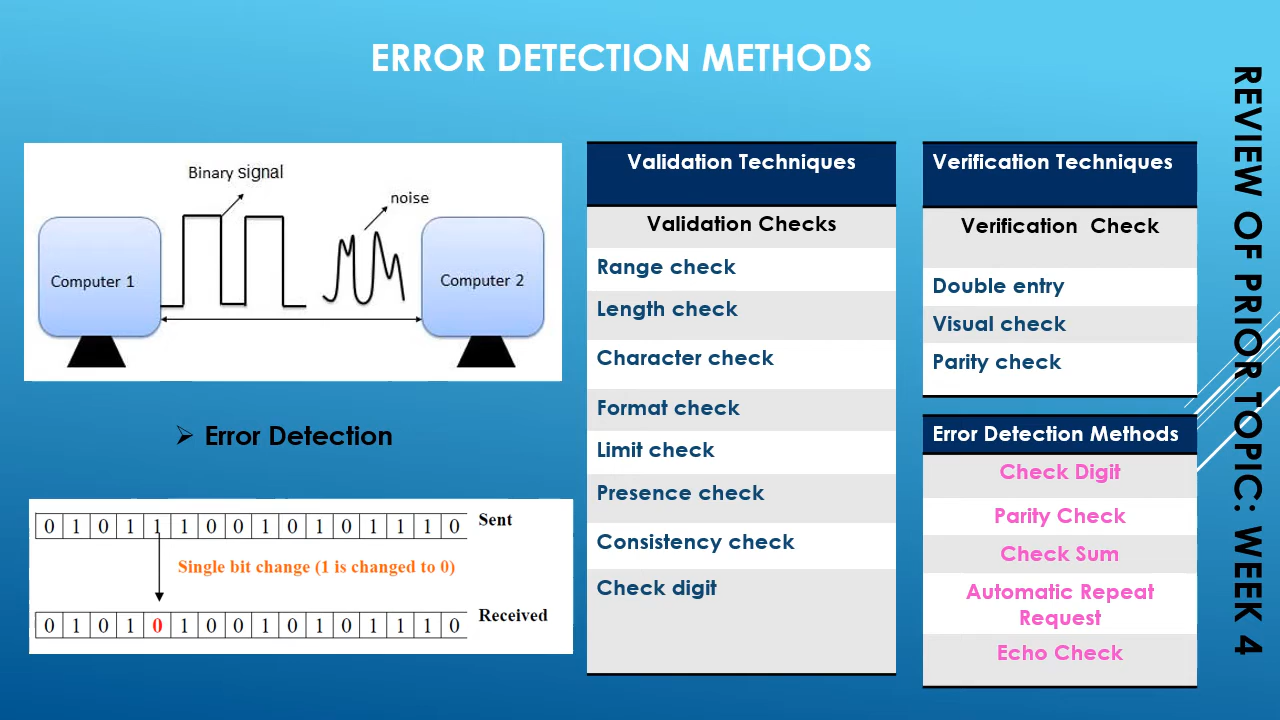 ERROR DETECTION METHODS
Binary signal
noise
Computer 1
Computer 2
➢ Error Detection
0 1 0 1 1 1 0 0 1 0 1 0 1 1 1 0 Sent
Single bit change (1 is changed to 0)
0 1 0 1 0 1 0 0 1 0 1 0 1 1 1 0 Received
Validation Techniques
Validation Checks
Range check
Length check
Character check
Format check
Limit check
Presence check
Consistency check
Check digit
Verification Techniques
Verification Check
Double entry
Visual check
Parity check
Error Detection Methods
Check Digit
Parity Check
Check Sum
Automatic Repeat
Request
Echo Check
REVIEW OF PRIOR TOPIC: WEEK 4